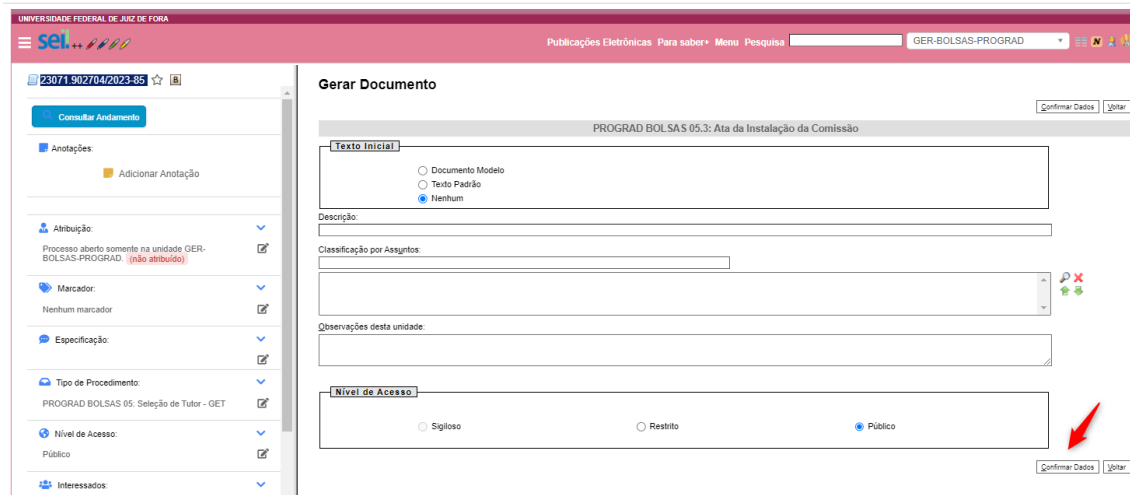 UNIVERSIDADE FEDERAL DE JUIZ DE FORA
sei. ++
Publicações Eletrônicas Para saber+ Menu Pesquisa
GER-BOLSAS-PROGRAD
N
23071.902704/2023-85
B
Consultar Andamento
Anotações:
Adicionar Anotação
Atribuição:
Processo aberto somente na unidade GER-
BOLSAS-PROGRAD. (não atribuído)
Marcador:
Nenhum marcador
Especificação:
Tipo de Procedimento:
PROGRAD BOLSAS 05: Seleção de Tutor - GET
Nível de Acesso:
Público
Interessados:
Gerar Documento
Confirmar Dados Voltar
PROGRAD BOLSAS 05.3: Ata da Instalação da Comissão
Texto Inicial
Documento Modelo
Texto Padrão
Nenhum
Descrição:
Classificação por Assuntos:
Observações desta unidade:
Nível de Acesso
Sigiloso Restrito Público
Confirmar Dados Voltar